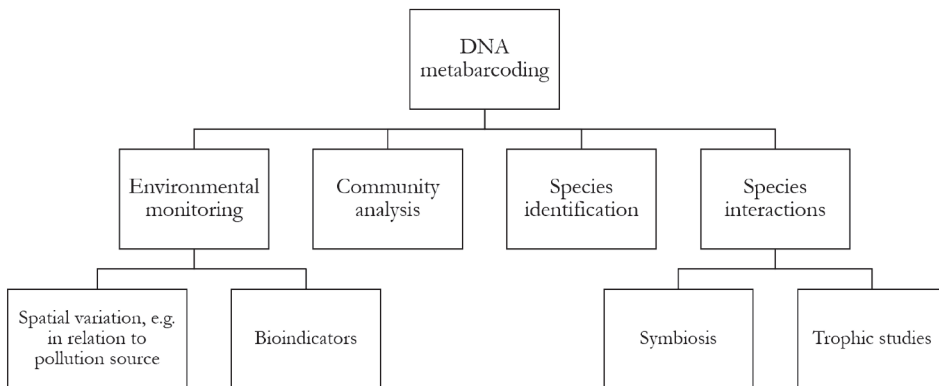 DNA
metabarcoding
Environmental
monitoring
Community
analysis
Species
identification
Species
interactions
Spatial variation, e.g.
in relation to
pollution source
Bioindicators
Symbiosis
Trophic studies